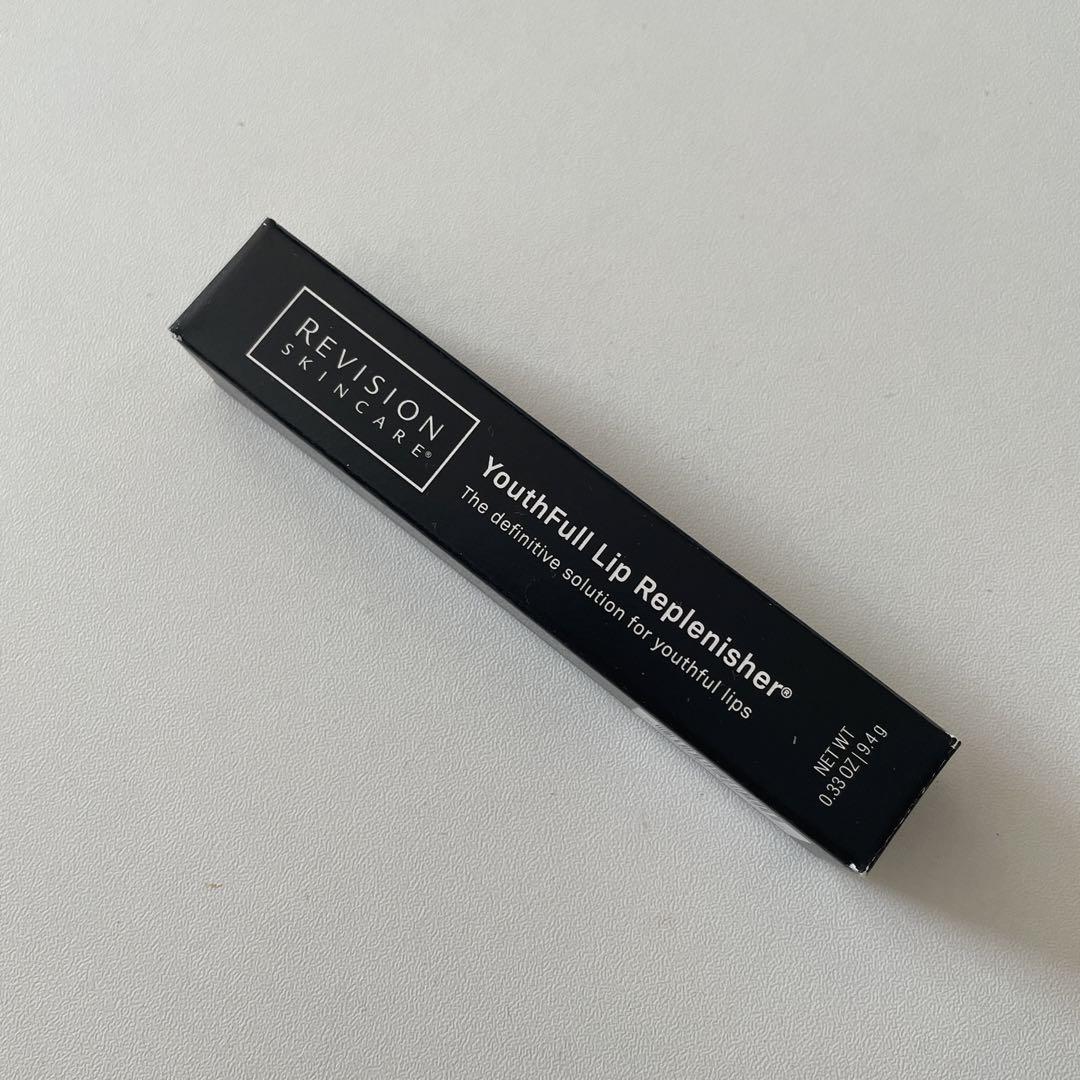 REVISION
SKINCARE®
YouthFull Lip Replenisher®
The definitive solution for youthful lips
NET WT
0.33 OZ | 9.4 g